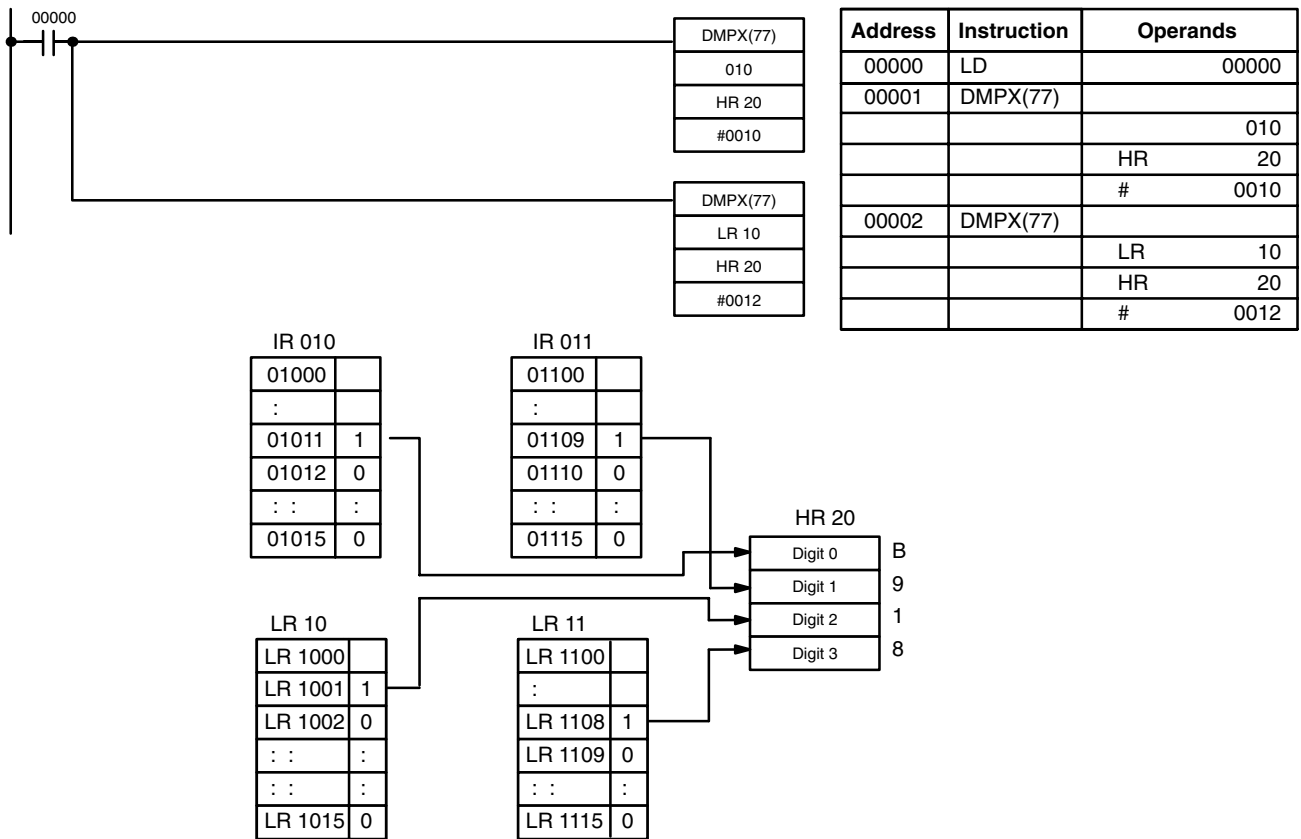 00000
DMPX(77)
010
HR 20
#0010
DMPX(77)
LR 10
HR 20
#0012
Address Instruction Operands
00000 LD 00000
00001 DMPX(77)
010
HR 20
# 0010
00002 DMPX(77)
LR 10
HR 20
# 0012
IR 010
01000
:
01011 1
01012 0
: : :
01015 0
IR 011
01100
:
01109 1
01110 0
: : :
01115 0
HR 20
Digit 0 B
Digit 1 9
Digit 2 1
Digit 3 8
LR 10
LR 1000
LR 1001 1
LR 1002 0
: : :
: : :
LR 1015 0
LR 11
LR 1100
:
LR 1108 1
LR 1109 0
: : :
LR 1115 0